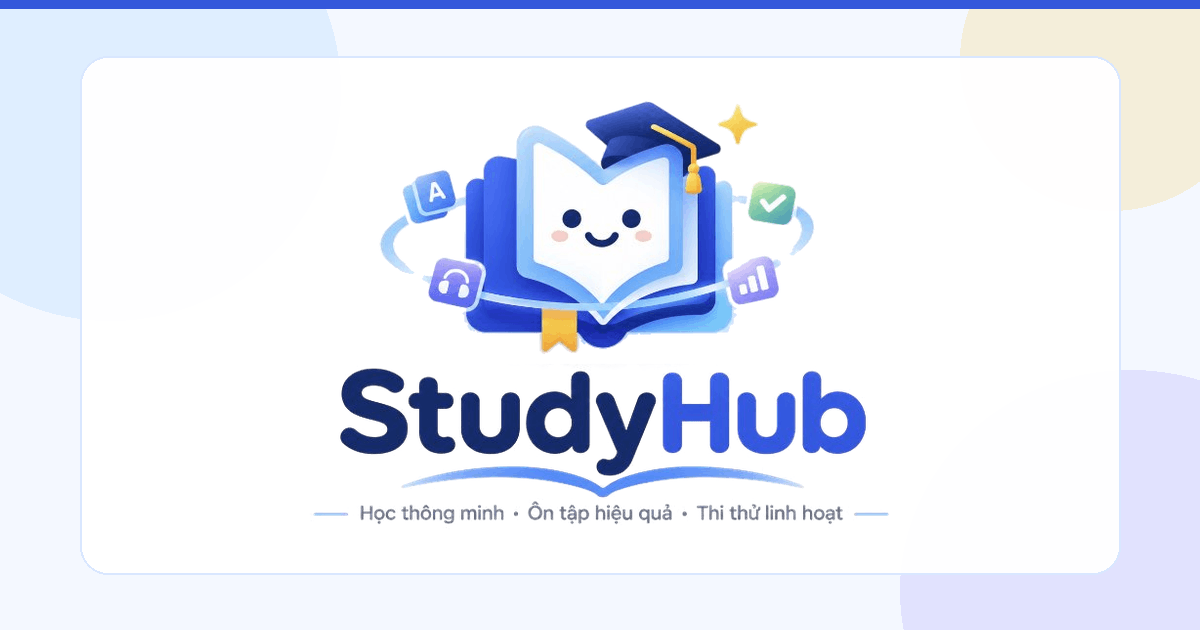 A
StudyHub
Học thông minh • Ôn tập hiệu quả • Thi thử linh hoạt